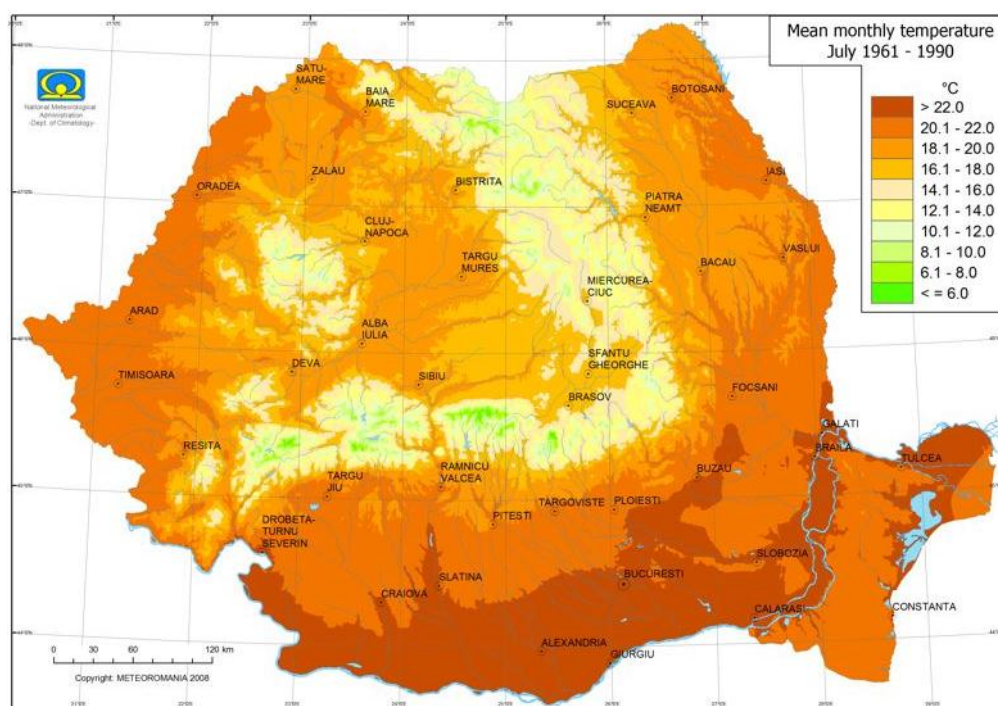 Mean monthly temperature
July 1961 - 1990
°C
> 22.0
20.1 - 22.0
18.1 - 20.0
16.1 - 18.0
14.1 - 16.0
12.1 - 14.0
10.1 - 12.0
8.1 - 10.0
6.1 - 8.0
< = 6.0
National Meteorological
Administration
-Dept. of Climatology-
SATU-
MARE
BAIA
MARE
BOTOSANI
SUCEAVA
ZALAU
ORADEA
BISTRITA
IASI
PIATRA
NEAMT
CLUJ-
NAPOCA
TARGU
MURES
BACAU
VASLUI
MIERCUREA-
CIUC
ARAD
ALBA
IULIA
DEVA
SFANTU
GHEORGHE
TIMISOARA
SIBIU
BRASOV
FOCSANI
GALATI
RESITA
BRAILA
TULCEA
TARGU
JIU
RAMNICU
VALCEA
BUZAU
TARGOVISTE
PLOIESTI
PITESTI
DROBETA-
TURNU
SEVERIN
SLOBOZIA
BUCURESTI
SLATINA
CRAIOVA
CALARASI
CONSTANTA
ALEXANDRIA
GIURGIU
0 30 60 120 km
Copyright: METEOROMANIA 2008